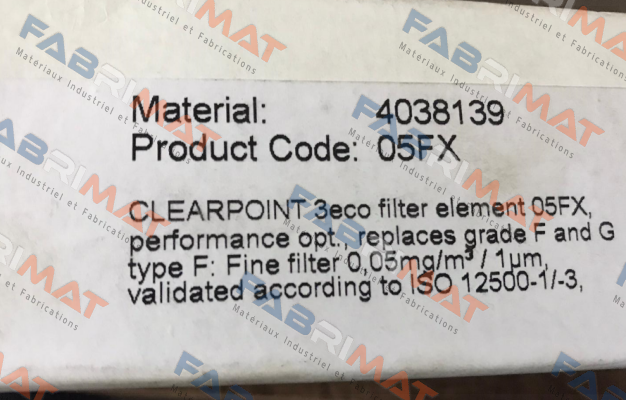 Material: 4038139
Product Code: 05FX
CLEARPOINT 3eco filter element 05FX,
performance opt., replaces grade F and G
type F: Fine filter 0,05mg/m³ / 1µm,
validated according to ISO 12500-1/-3,
FABRIMAT
Matériaux Industriel et Fabrications